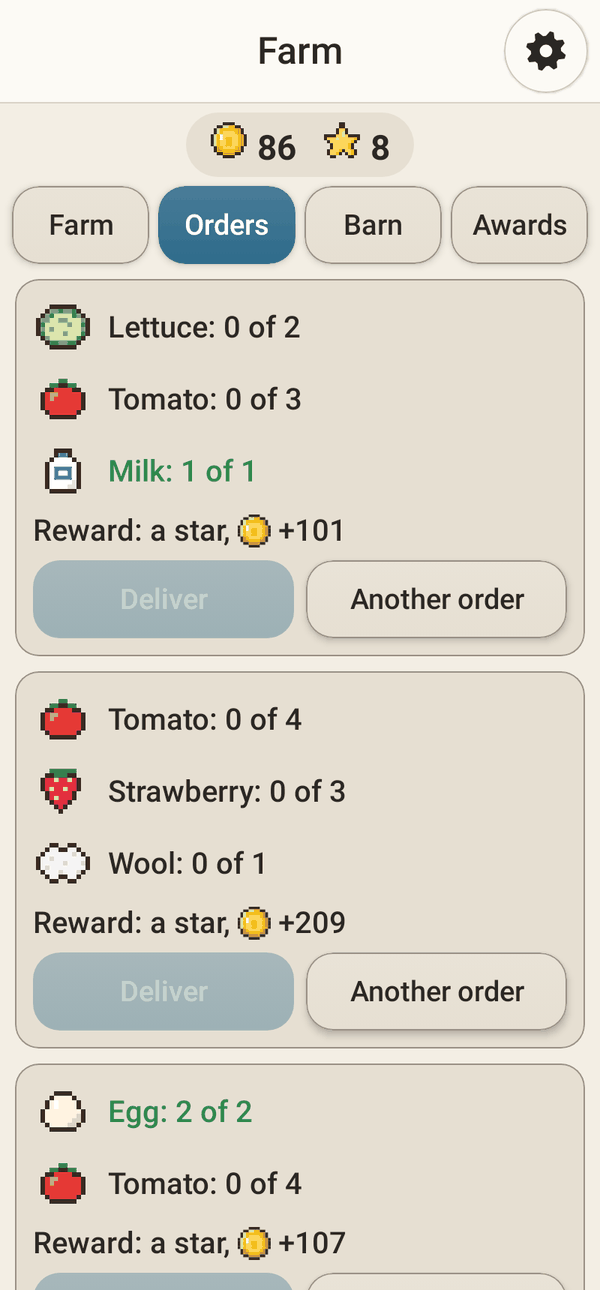 Farm
86 8
Farm Orders Barn Awards
Lettuce: 0 of 2
Tomato: 0 of 3
Milk: 1 of 1
Reward: a star, +101
Deliver Another order
Tomato: 0 of 4
Strawberry: 0 of 3
Wool: 0 of 1
Reward: a star, +209
Deliver Another order
Egg: 2 of 2
Tomato: 0 of 4
Reward: a star, +107